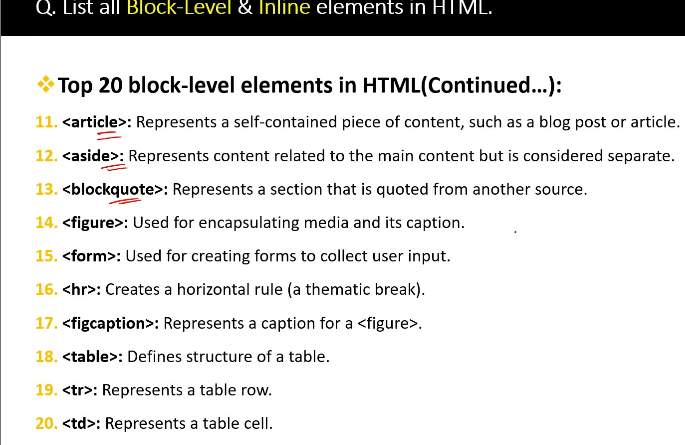 Q. List all Block-Level & Inline elements in HTML.
Top 20 block-level elements in HTML(Continued...):
11. <article>: Represents a self-contained piece of content, such as a blog post or article.
12. <aside>: Represents content related to the main content but is considered separate.
13. <blockquote>: Represents a section that is quoted from another source.
14. <figure>: Used for encapsulating media and its caption.
15. <form>: Used for creating forms to collect user input.
16. <hr>: Creates a horizontal rule (a thematic break).
17. <figcaption>: Represents a caption for a <figure>.
18. <table>: Defines structure of a table.
19. <tr>: Represents a table row.
20. <td>: Represents a table cell.